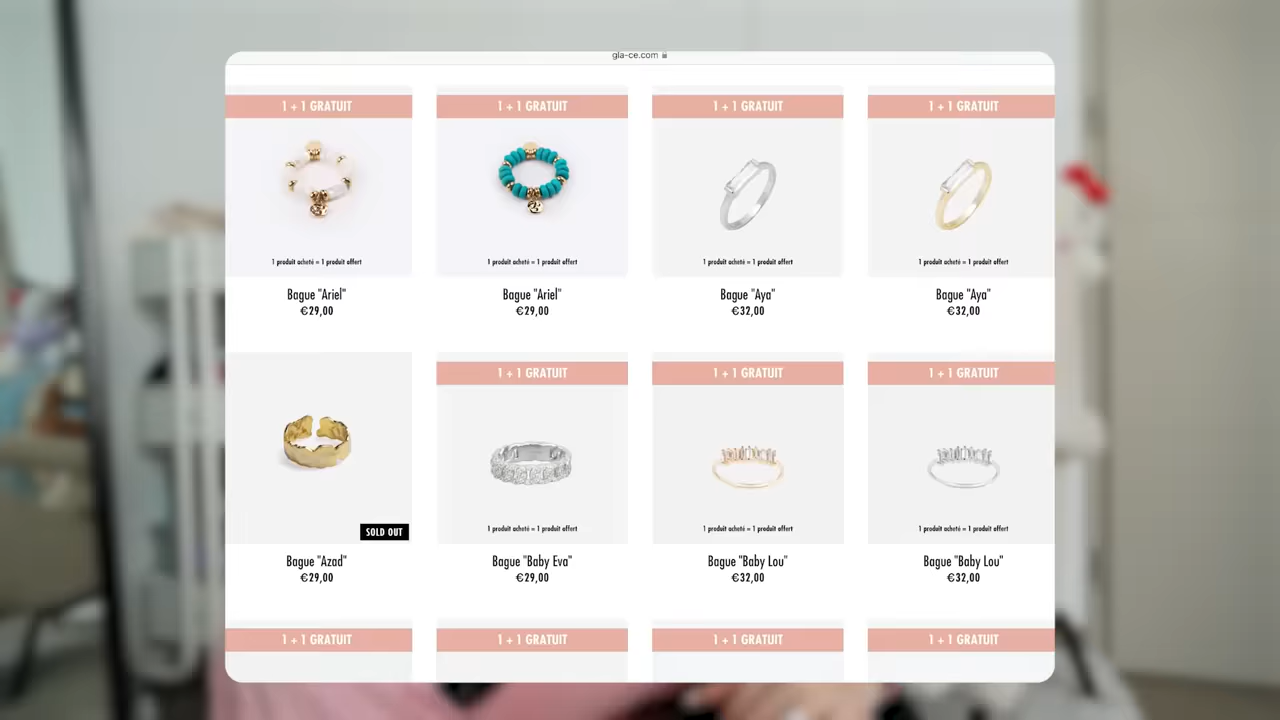 gla-ce.com
1 + 1 GRATUIT
1 + 1 GRATUIT
1 + 1 GRATUIT
1 + 1 GRATUIT
1 produit acheté = 1 produit offert
1 produit acheté = 1 produit offert
1 produit acheté = 1 produit offert
1 produit acheté = 1 produit offert
Bague "Ariel"
€29,00
Bague "Ariel"
€29,00
Bague "Aya"
€32,00
Bague "Aya"
€32,00
1 + 1 GRATUIT
1 + 1 GRATUIT
1 + 1 GRATUIT
SOLD OUT
1 produit acheté = 1 produit offert
1 produit acheté = 1 produit offert
1 produit acheté = 1 produit offert
Bague "Azad"
€29,00
Bague "Baby Eva"
€29,00
Bague "Baby Lou"
€32,00
Bague "Baby Lou"
€32,00
1 + 1 GRATUIT
1 + 1 GRATUIT
1 + 1 GRATUIT
1 + 1 GRATUIT